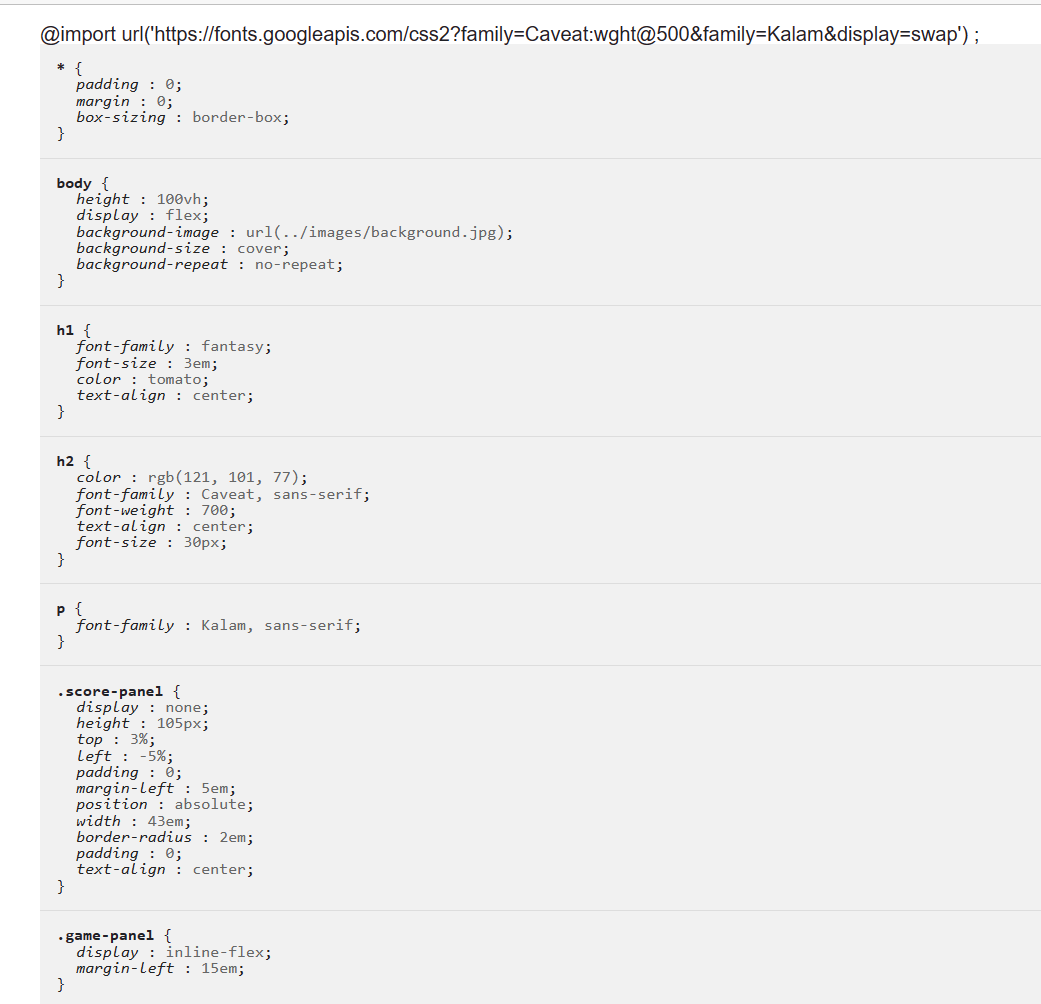 @import url('https://fonts.googleapis.com/css2?family=Caveat:wght@500&family=Kalam&display=swap') ;
* {
padding : 0;
margin : 0;
box-sizing : border-box;
}
body {
height : 100vh;
display : flex;
background-image : url(../images/background.jpg);
background-size : cover;
background-repeat : no-repeat;
}
h1 {
font-family : fantasy;
font-size : 3em;
color : tomato;
text-align : center;
}
h2 {
color : rgb(121, 101, 77);
font-family : Caveat, sans-serif;
font-weight : 700;
text-align : center;
font-size : 30px;
}
p {
font-family : Kalam, sans-serif;
}
.score-panel {
display : none;
height : 105px;
top : 3%;
left : -5%;
padding : 0;
margin-left : 5em;
position : absolute;
width : 43em;
border-radius : 2em;
padding : 0;
text-align : center;
}
.game-panel {
display : inline-flex;
margin-left : 15em;
}